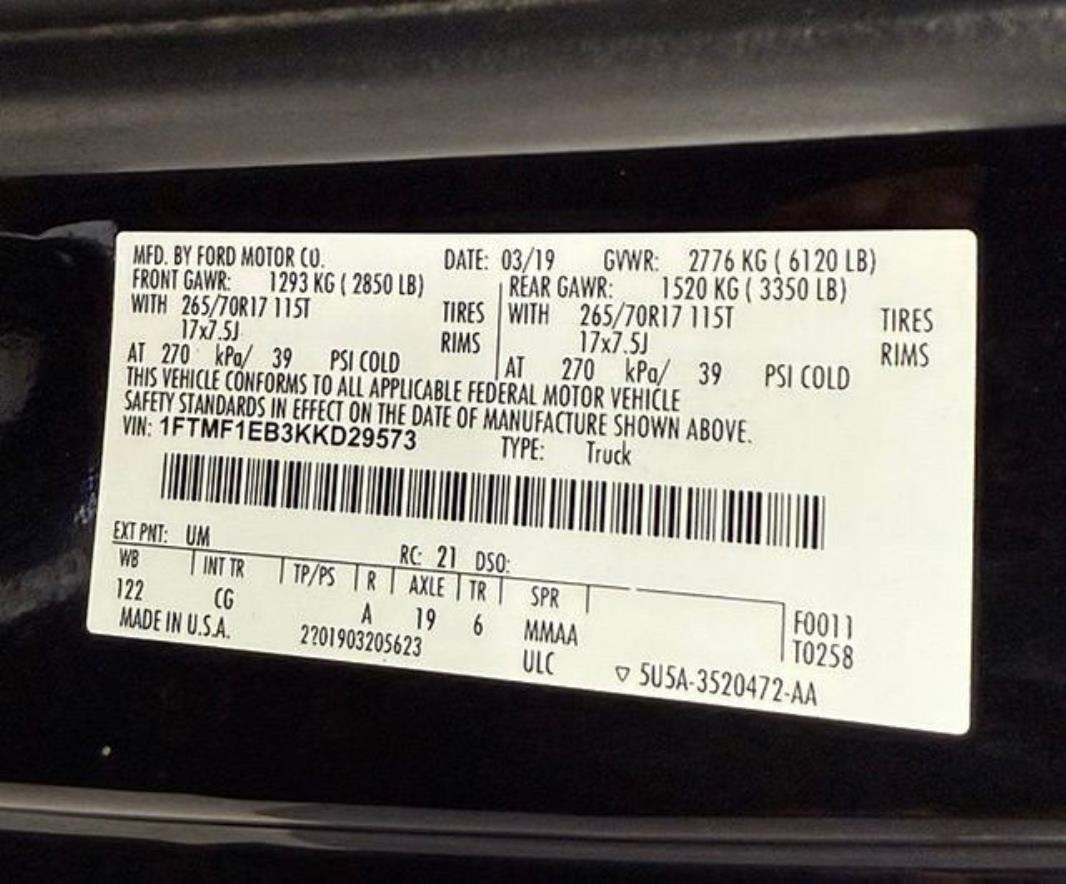 MFD. BY FORD MOTOR CO. DATE: 03/19 GVWR: 2776 KG ( 6120 LB)
FRONT GAWR: 1293 KG ( 2850 LB) REAR GAWR: 1520 KG ( 3350 LB)
WITH 265/70R17 115T TIRES WITH 265/70R17 115T TIRES
17x7.5J RIMS 17x7.5J RIMS
AT 270 kPa/ 39 PSI COLD AT 270 kPa/ 39 PSI COLD
THIS VEHICLE CONFORMS TO ALL APPLICABLE FEDERAL MOTOR VEHICLE
SAFETY STANDARDS IN EFFECT ON THE DATE OF MANUFACTURE SHOWN ABOVE.
VIN: 1FTMF1EB3KKD29573 TYPE: Truck
EXT PNT: UM RC: 21 DSO:
WB INT TR TP/PS R AXLE TR SPR
122 CG A 19 6 MMAA F0011
MADE IN U.S.A. 2201903205623 ULC T0258
▽ 5U5A-3520472-AA